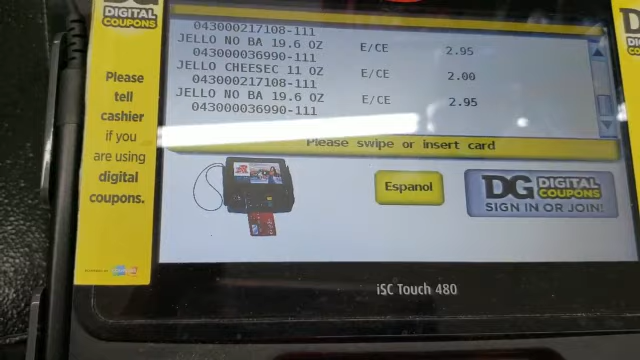 DIGITAL
COUPONS
Please
tell
cashier
if you
are using
digital
coupons.
043000217108-111
JELLO NO BA 19.6 OZ E/CE 2.95
043000036990-111
JELLO CHEESEC 11 OZ E/CE 2.00
043000217108-111
JELLO NO BA 19.6 OZ E/CE 2.95
043000036990-111
Please swipe or insert card
Espanol
DG DIGITAL
COUPONS
SIGN IN OR JOIN!
iSC Touch 480